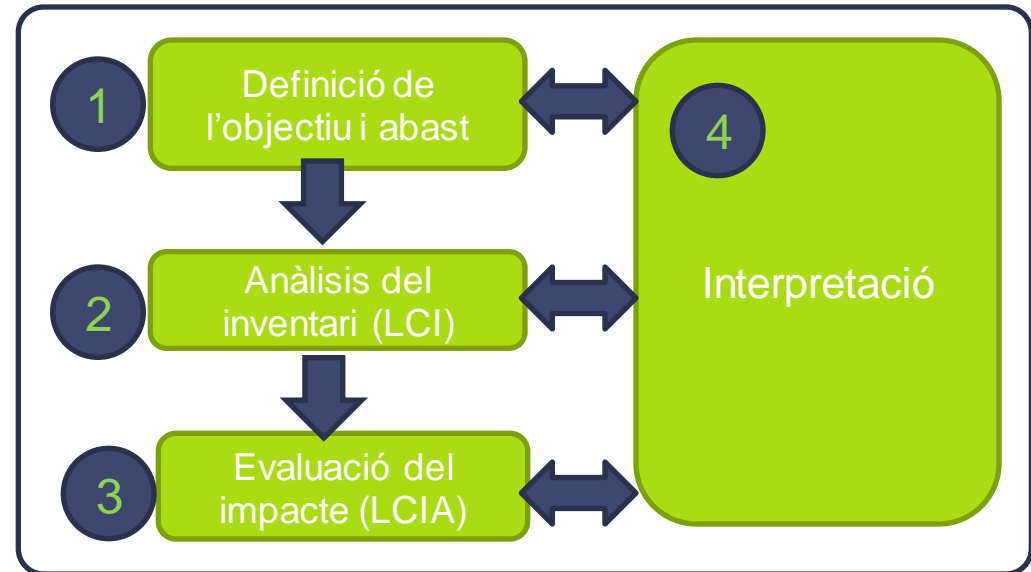 1
Definició de
l’objectiu i abast
2
Anàlisis del
inventari (LCI)
3
Evaluació del
impacte (LCIA)
4
Interpretació